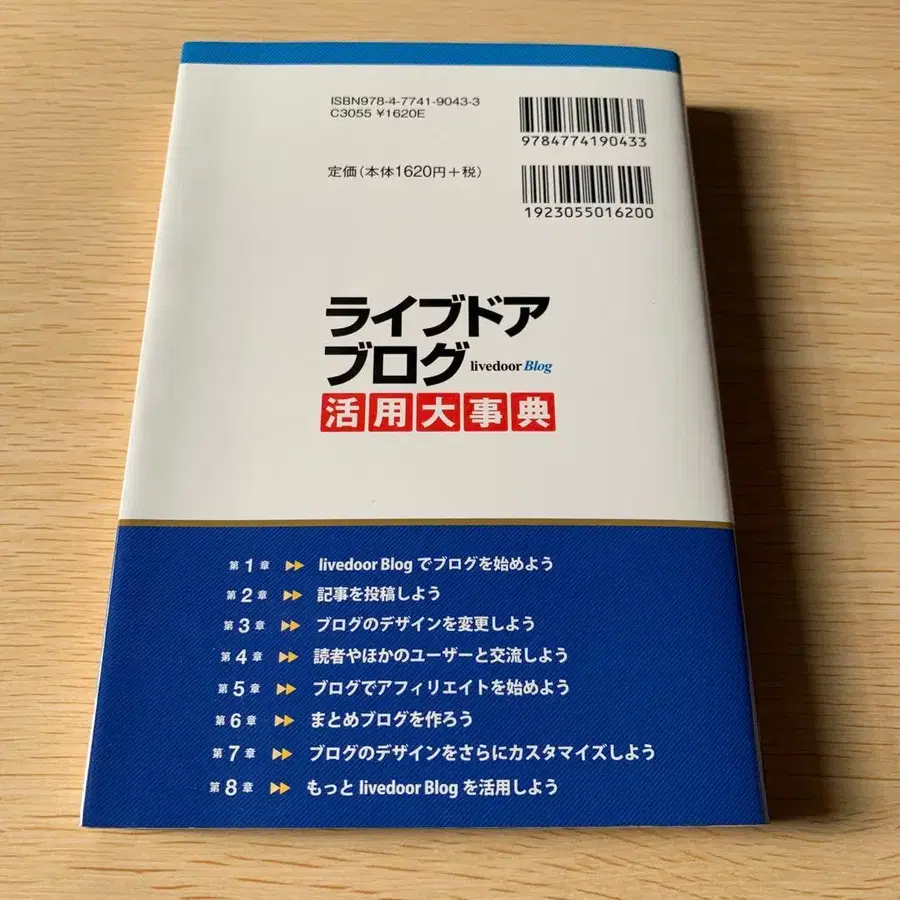 ISBN978-4-7741-9043-3
C3055 ¥1620E
9784774190433
定価(本体1620円+税)
1923055016200
ライブドア
ブログ livedoor Blog
活用大事典
第1章 livedoor Blog でブログを始めよう
第2章 記事を投稿しよう
第3章 ブログのデザインを変更しよう
第4章 読者やほかのユーザーと交流しよう
第5章 ブログでアフィリエイトを始めよう
第6章 まとめブログを作ろう
第7章 ブログのデザインをさらにカスタマイズしよう
第8章 もっと livedoor Blog を活用しよう